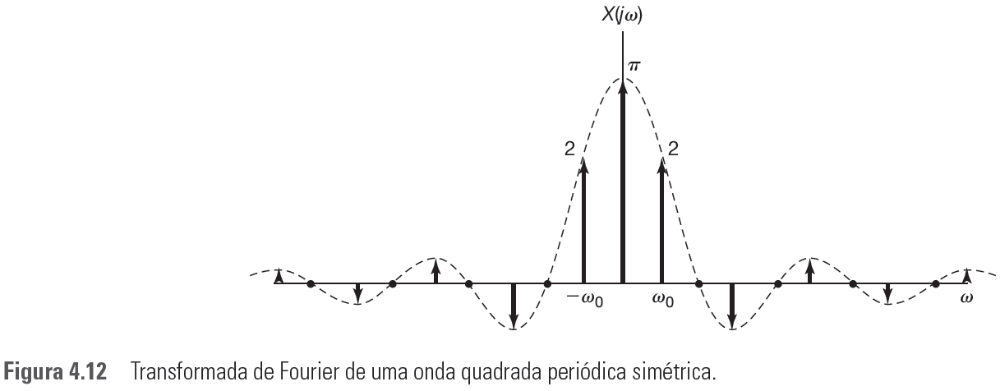 X(jω)
π
2 2
−ω₀ ω₀ ω
Figura 4.12 Transformada de Fourier de uma onda quadrada periódica simétrica.